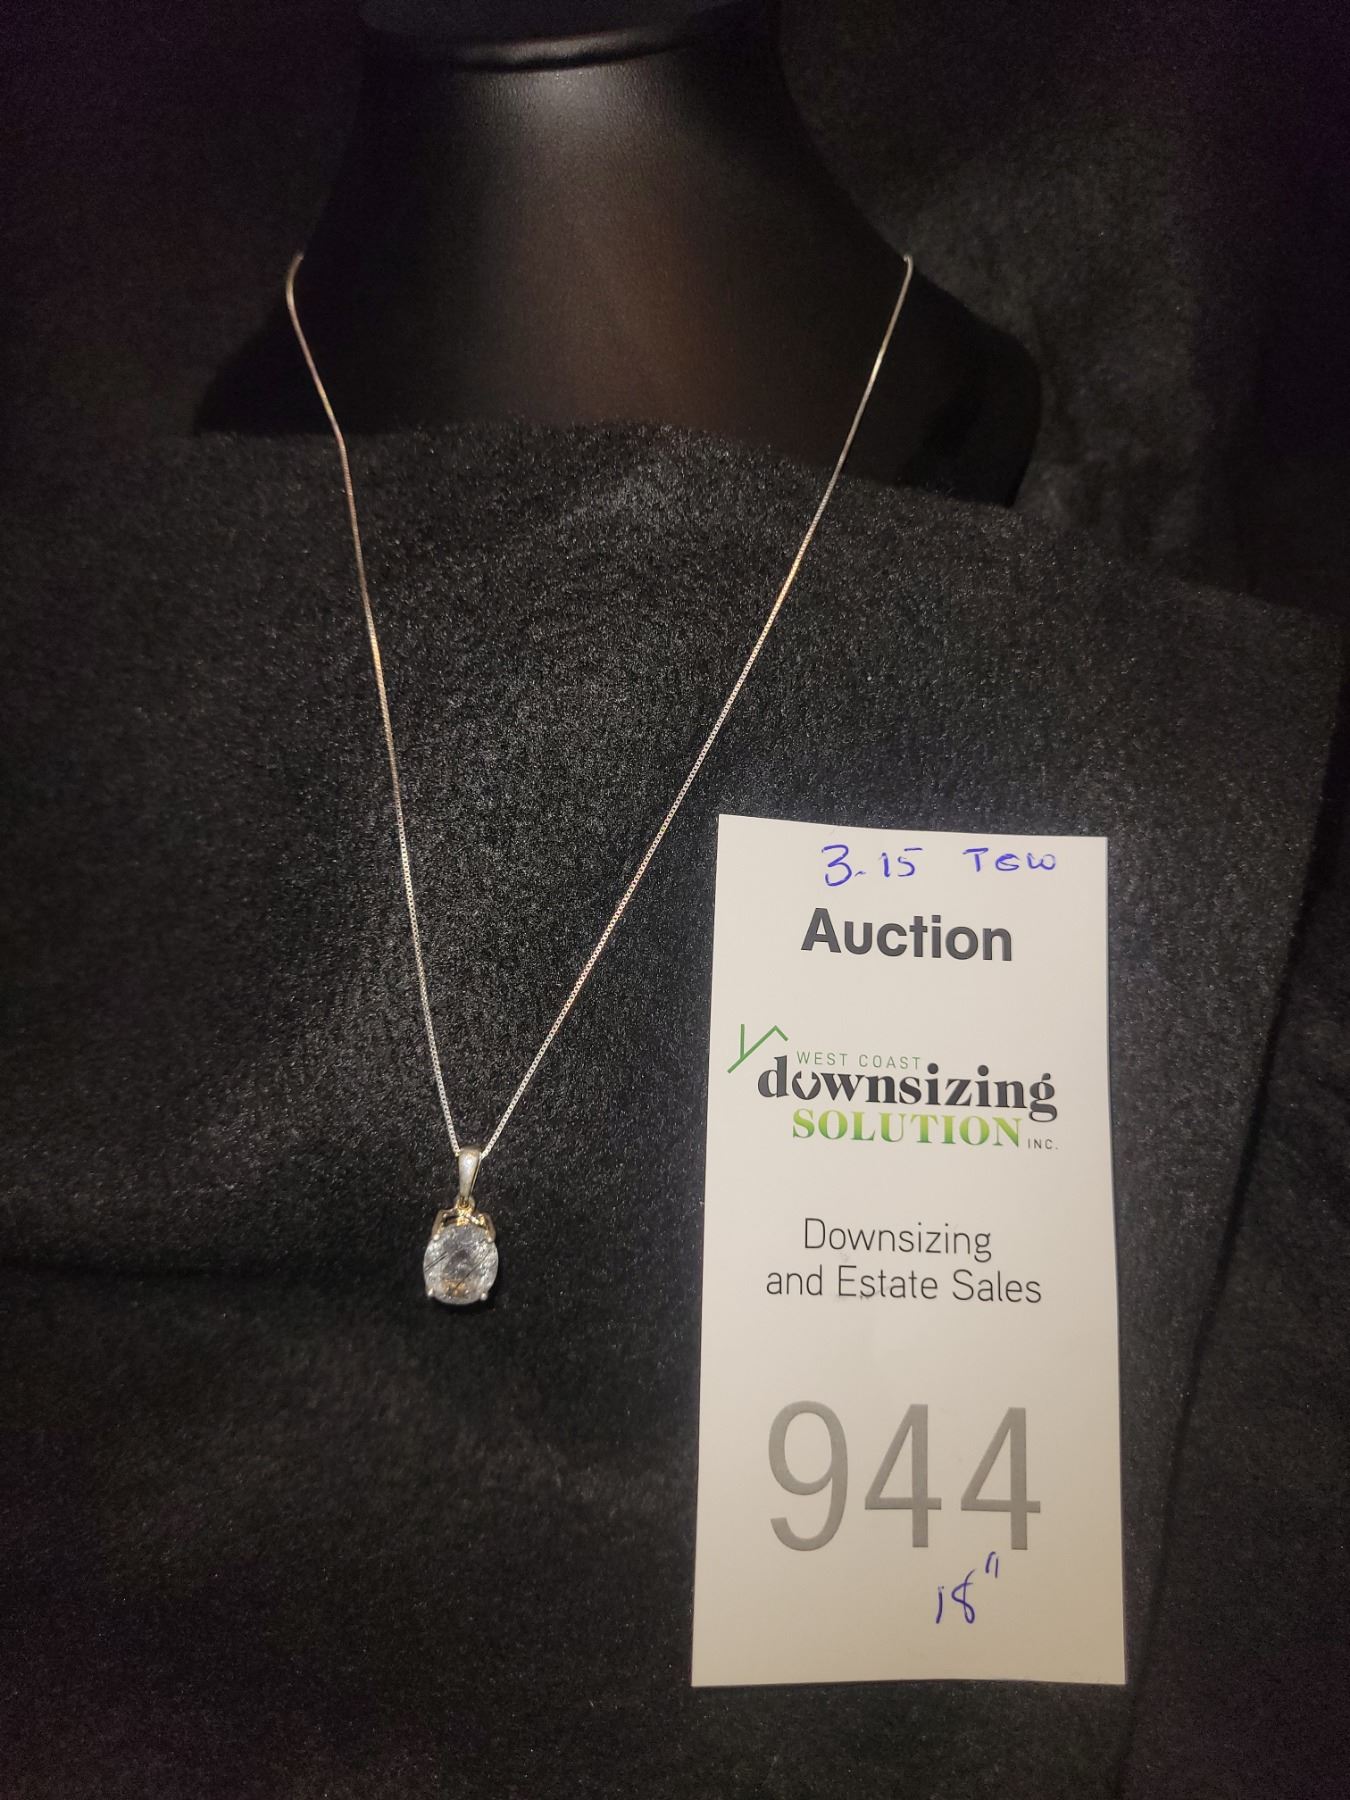 3.15 TGW
Auction
WEST COAST
downsizing
SOLUTION INC.
Downsizing
and Estate Sales
944
18"